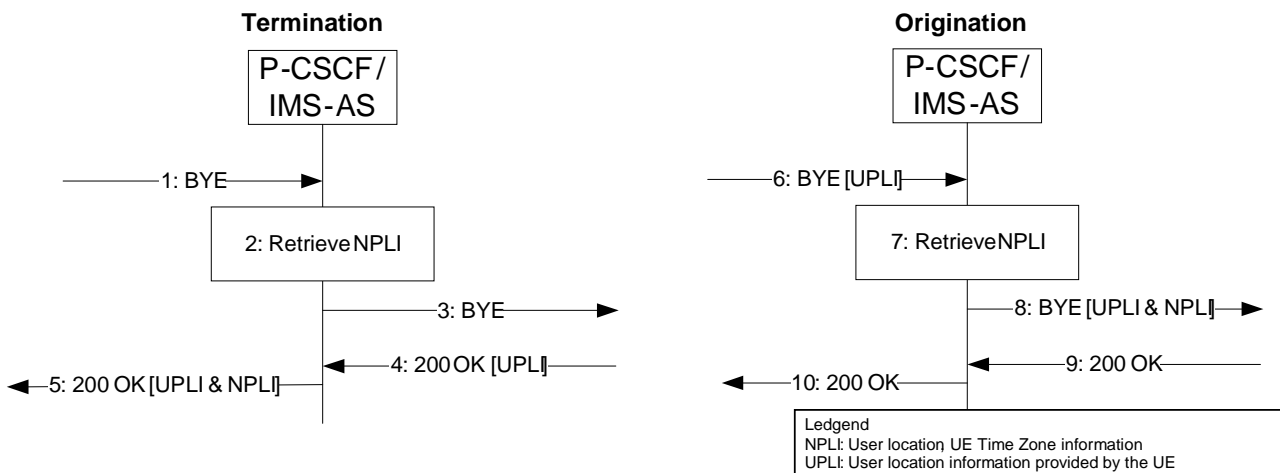 Termination
P-CSCF/
IMS-AS
1: BYE
2: Retrieve NPLI
3: BYE
4: 200 OK [UPLI]
5: 200 OK [UPLI & NPLI]
Origination
P-CSCF/
IMS-AS
6: BYE [UPLI]
7: Retrieve NPLI
8: BYE [UPLI & NPLI]
9: 200 OK
10: 200 OK
Ledgend
NPLI: User location, UE Time Zone information
UPLI: User location information provided by the UE